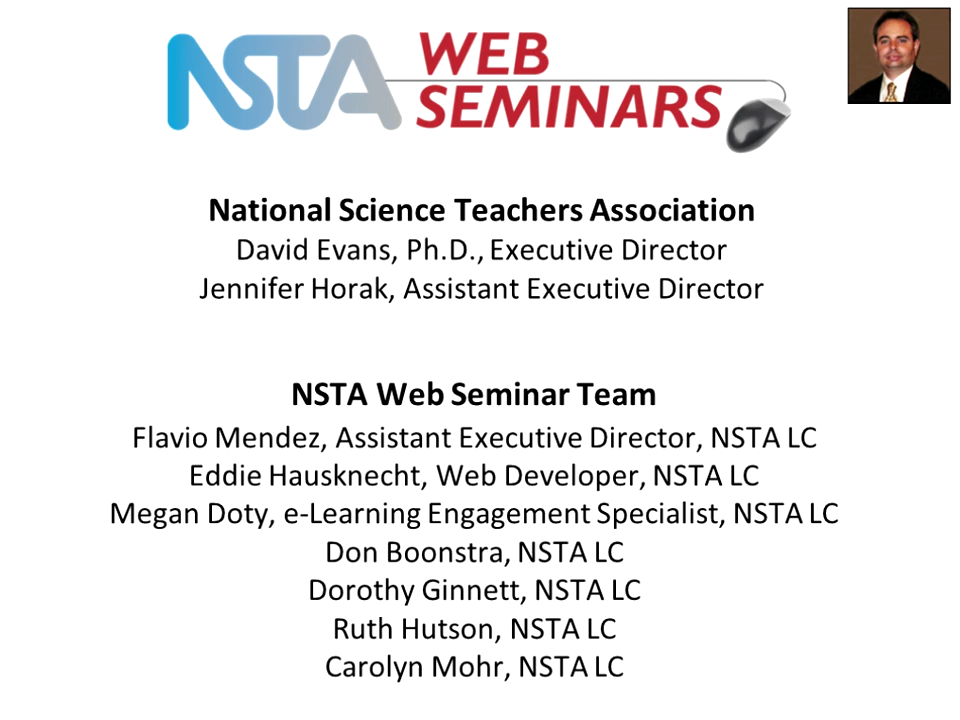 NSTA WEB
SEMINARS
National Science Teachers Association
David Evans, Ph.D., Executive Director
Jennifer Horak, Assistant Executive Director
NSTA Web Seminar Team
Flavio Mendez, Assistant Executive Director, NSTA LC
Eddie Hausknecht, Web Developer, NSTA LC
Megan Doty, e-Learning Engagement Specialist, NSTA LC
Don Boonstra, NSTA LC
Dorothy Ginnett, NSTA LC
Ruth Hutson, NSTA LC
Carolyn Mohr, NSTA LC